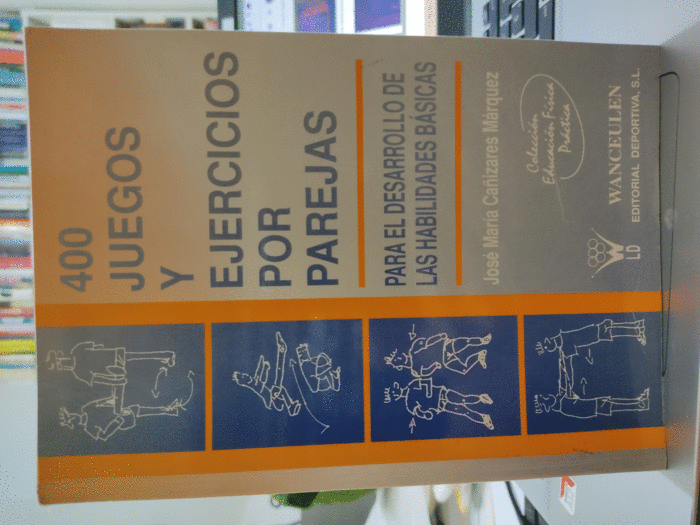 400
JUEGOS
Y
EJERCICIOS
POR
PAREJAS
PARA EL DESARROLLO DE
LAS HABILIDADES BÁSICAS
José María Cañizares Márquez
Colección
Educación Física
Práctica
LD
WANCEULEN
EDITORIAL DEPORTIVA, S.L.